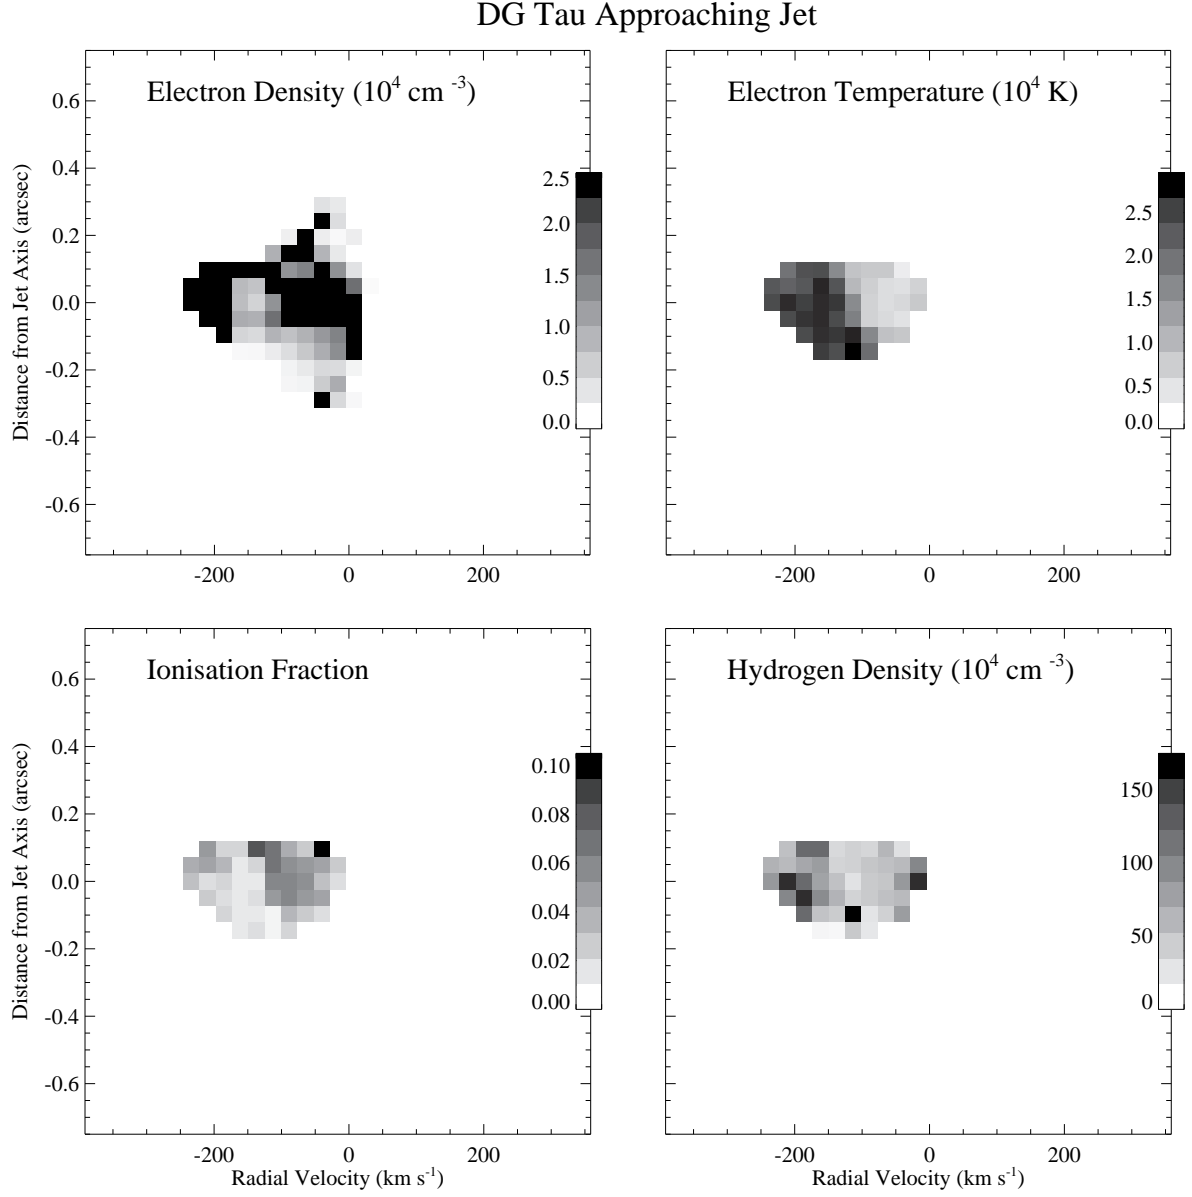 DG Tau Approaching Jet
Electron Density (10⁴ cm ⁻³)
Distance from Jet Axis (arcsec)
0.6
0.4
0.2
0.0
-0.2
-0.4
-0.6
2.5
2.0
1.5
1.0
0.5
0.0
-200 0 200
Electron Temperature (10⁴ K)
2.5
2.0
1.5
1.0
0.5
0.0
-200 0 200
Ionisation Fraction
Distance from Jet Axis (arcsec)
0.6
0.4
0.2
0.0
-0.2
-0.4
-0.6
0.10
0.08
0.06
0.04
0.02
0.00
-200 0 200
Radial Velocity (km s⁻¹)
Hydrogen Density (10⁴ cm ⁻³)
150
100
50
0
-200 0 200
Radial Velocity (km s⁻¹)